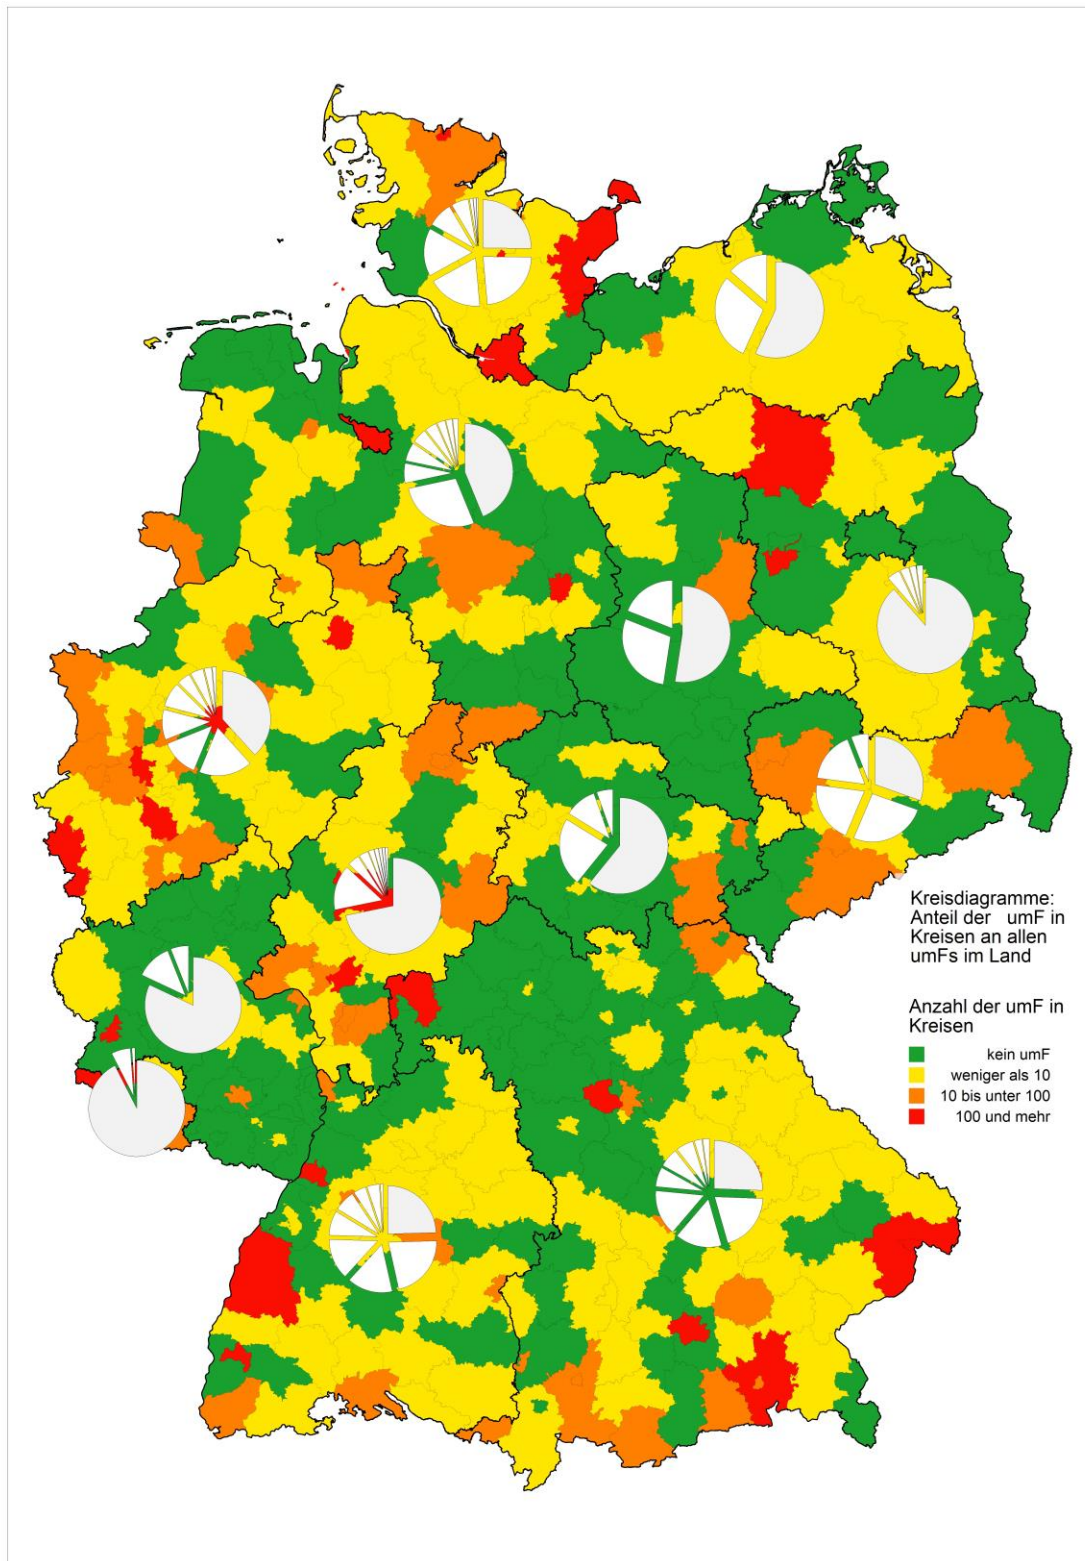 Kreisdiagramme:
Anteil der umF in
Kreisen an allen
umFs im Land
Anzahl der umF in
Kreisen
kein umF
weniger als 10
10 bis unter 100
100 und mehr